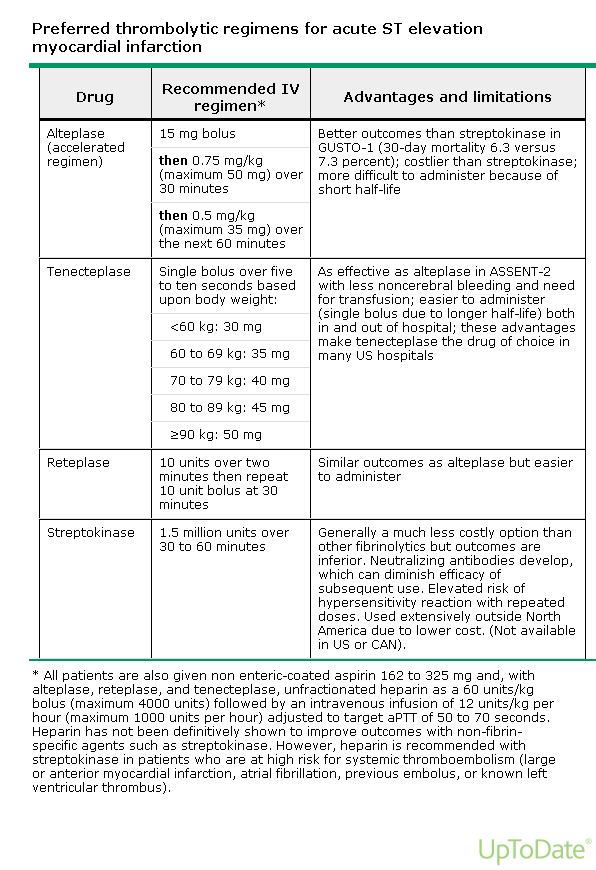 Preferred thrombolytic regimens for acute ST elevation
myocardial infarction
Drug
Recommended IV
regimen*
Advantages and limitations
Alteplase
(accelerated
regimen)
15 mg bolus
then 0.75 mg/kg
(maximum 50 mg) over
30 minutes
then 0.5 mg/kg
(maximum 35 mg) over
the next 60 minutes
Better outcomes than streptokinase in
GUSTO-1 (30-day mortality 6.3 versus
7.3 percent); costlier than streptokinase;
more difficult to administer because of
short half-life
Tenecteplase
Single bolus over five
to ten seconds based
upon body weight:
<60 kg: 30 mg
60 to 69 kg: 35 mg
70 to 79 kg: 40 mg
80 to 89 kg: 45 mg
≥90 kg: 50 mg
As effective as alteplase in ASSENT-2
with less noncerebral bleeding and need
for transfusion; easier to administer
(single bolus due to longer half-life) both
in and out of hospital; these advantages
make tenecteplase the drug of choice in
many US hospitals
Reteplase
10 units over two
minutes then repeat
10 unit bolus at 30
minutes
Similar outcomes as alteplase but easier
to administer
Streptokinase
1.5 million units over
30 to 60 minutes
Generally a much less costly option than
other fibrinolytics but outcomes are
inferior. Neutralizing antibodies develop,
which can diminish efficacy of
subsequent use. Elevated risk of
hypersensitivity reaction with repeated
doses. Used extensively outside North
America due to lower cost. (Not available
in US or CAN).
* All patients are also given non enteric-coated aspirin 162 to 325 mg and, with
alteplase, reteplase, and tenecteplase, unfractionated heparin as a 60 units/kg
bolus (maximum 4000 units) followed by an intravenous infusion of 12 units/kg per
hour (maximum 1000 units per hour) adjusted to target aPTT of 50 to 70 seconds.
Heparin has not been definitively shown to improve outcomes with non-fibrin-
specific agents such as streptokinase. However, heparin is recommended with
streptokinase in patients who are at high risk for systemic thromboembolism (large
or anterior myocardial infarction, atrial fibrillation, previous embolus, or known left
ventricular thrombus).
UpToDate®